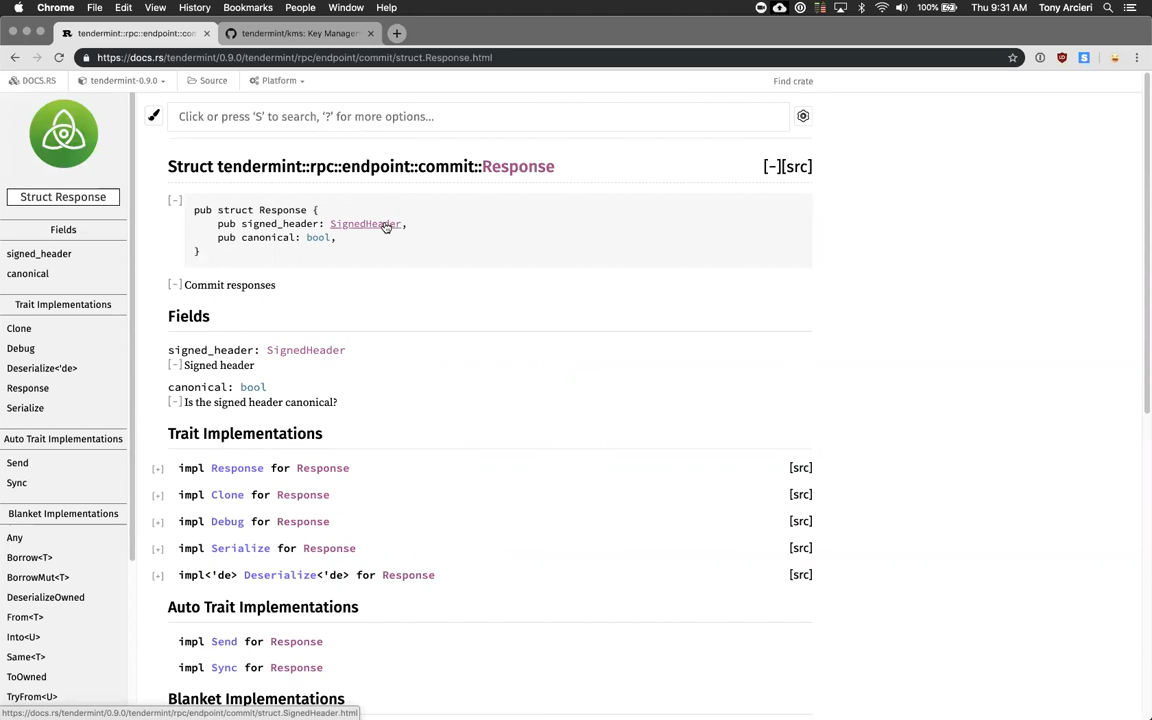 Chrome File Edit View History Bookmarks People Window Help 100% Thu 9:31 AM Tony Arcieri
tendermint::rpc::endpoint::con tendermint/kms: Key Manager
https://docs.rs/tendermint/0.9.0/tendermint/rpc/endpoint/commit/struct.Response.html
DOCS.RS tendermint-0.9.0 Source Platform Find crate
Click or press ‘S’ to search, ‘?’ for more options…
Struct tendermint::rpc::endpoint::commit::Response [-][src]
[-]
pub struct Response {
pub signed_header: SignedHeader,
pub canonical: bool,
}
[-] Commit responses
Fields
signed_header: SignedHeader
[-] Signed header
canonical: bool
[-] Is the signed header canonical?
Trait Implementations
[+] impl Response for Response [src]
[+] impl Clone for Response [src]
[+] impl Debug for Response [src]
[+] impl Serialize for Response [src]
[+] impl<'de> Deserialize<'de> for Response [src]
Auto Trait Implementations
impl Send for Response
impl Sync for Response
Blanket Implementations
Struct Response
Fields
signed_header
canonical
Trait Implementations
Clone
Debug
Deserialize<'de>
Response
Serialize
Auto Trait Implementations
Send
Sync
Blanket Implementations
Any
Borrow<T>
BorrowMut<T>
DeserializeOwned
From<T>
Into<U>
Same<T>
ToOwned
TryFrom<U>
https://docs.rs/tendermint/0.9.0/tendermint/rpc/endpoint/commit/struct.SignedHeader.html